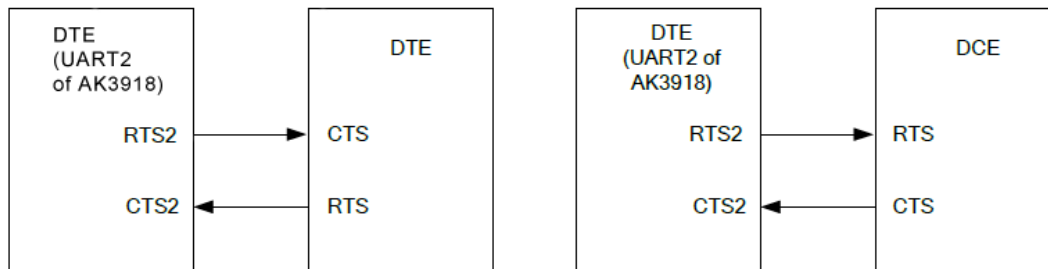 DTE
(UART2
of AK3918)
DTE
RTS2
CTS
CTS2
RTS
DTE
(UART2 of
AK3918)
DCE
RTS2
RTS
CTS2
CTS